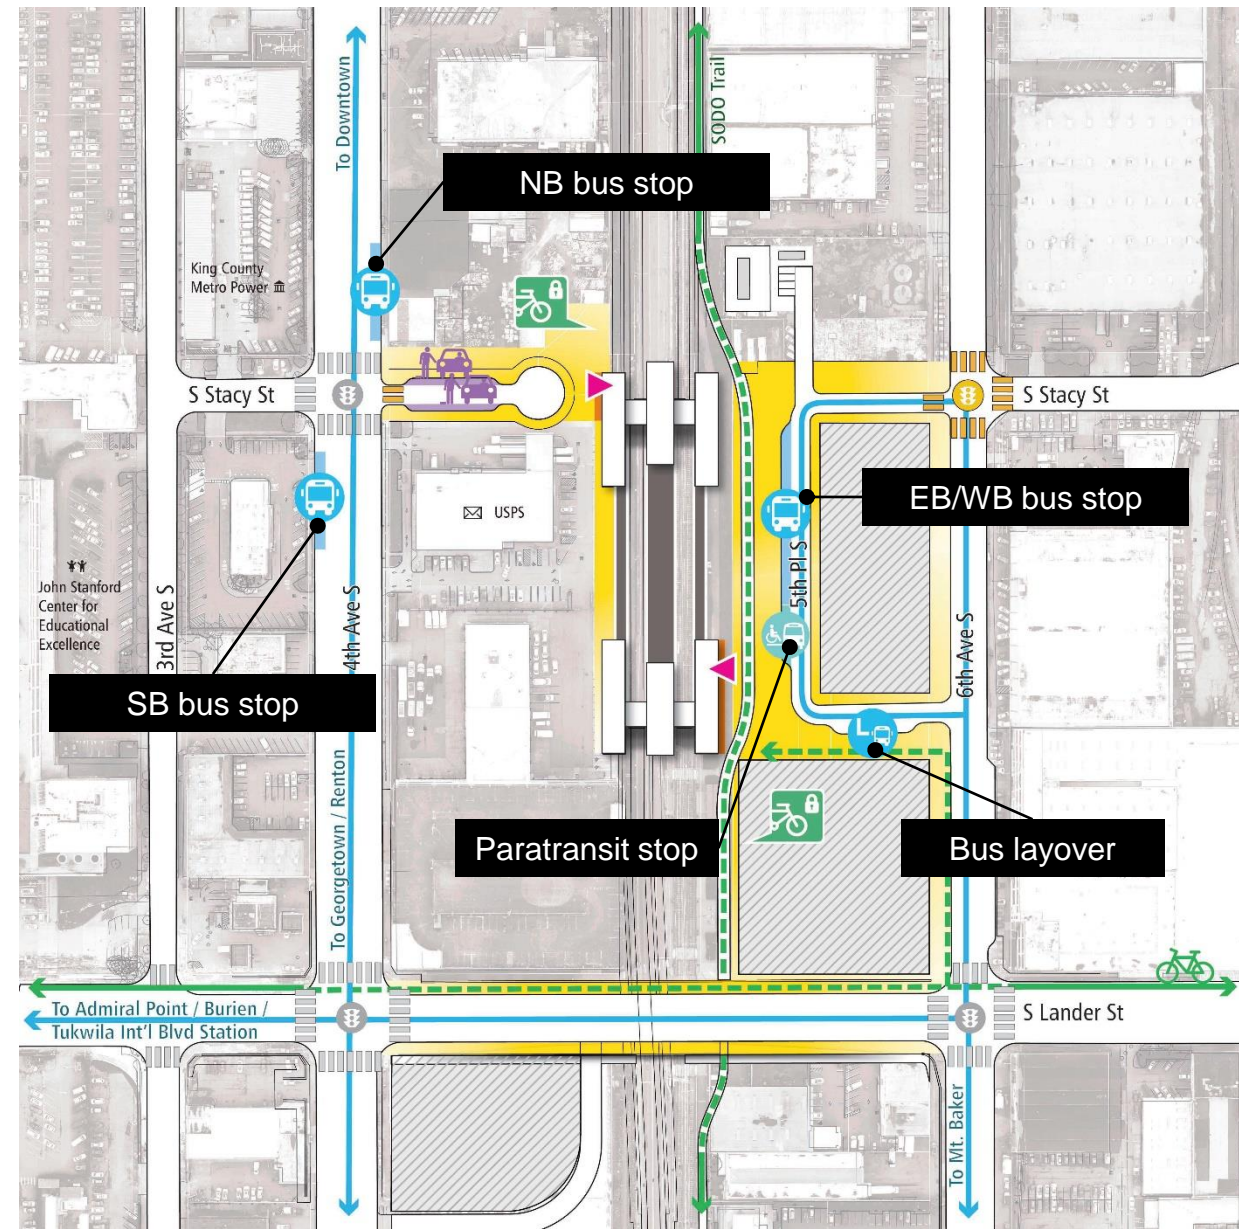 To Downtown
SODO Trail
NB bus stop
King County
Metro Power
S Stacy St
S Stacy St
EB/WB bus stop
USPS
5th Pl S
John Stanford
Center for
Educational
Excellence
3rd Ave S
4th Ave S
6th Ave S
SB bus stop
L
To Georgetown / Renton
Paratransit stop
Bus layover
To Admiral Point / Burien /
Tukwila Int'l Blvd Station
S Lander St
To Mt. Baker